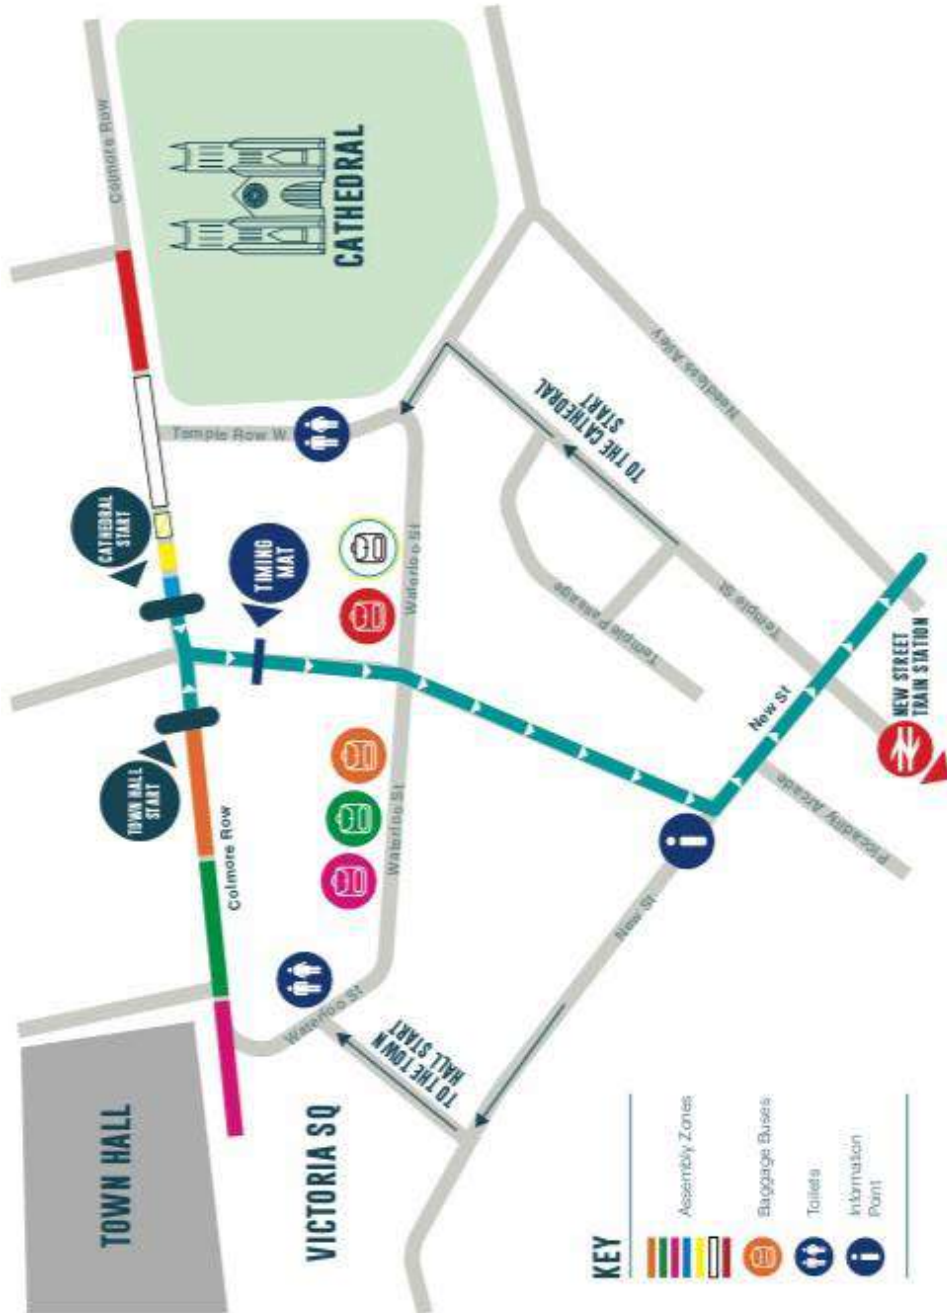 TOWN HALL
VICTORIA SQ
TOWN HALL
START
CATHEDRAL
START
TIMING
MAT
Colmore Row
Colmore Row
CATHEDRAL
Temple Row W
Waterloo St
Waterloo St
Waterloo St
TO THE TOWN
HALL START
TO THE CATHEDRAL
START
New St
New St
Temple Passage
Temple St
Needless Alley
Piccadilly Arcade
NEW STREET
TRAIN STATION
KEY
Assembly Zones
Baggage Buses
Toilets
Information
Point